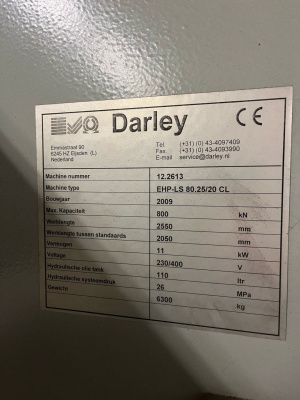 EVO Darley CE
Emmastraat 90 Tel. (+31) (0) 43-4097409
6245 HZ Eijsden (L) Fax (+31) (0) 43-4093990
Nederland E-mail service@darley.nl
Machine nummer 12.2613
Machine type EHP-LS 80.25/20 CL
Bouwjaar 2009
Max. Kapaciteit 800 kN
Werklengte 2550 mm
Werklengte tussen standaards 2050 mm
Vermogen 11 kW
Voltage 230/400 V
Hydraulische olie tank 110 ltr
Hydraulische systeemdruk 26 MPa
Gewicht 6300 kg